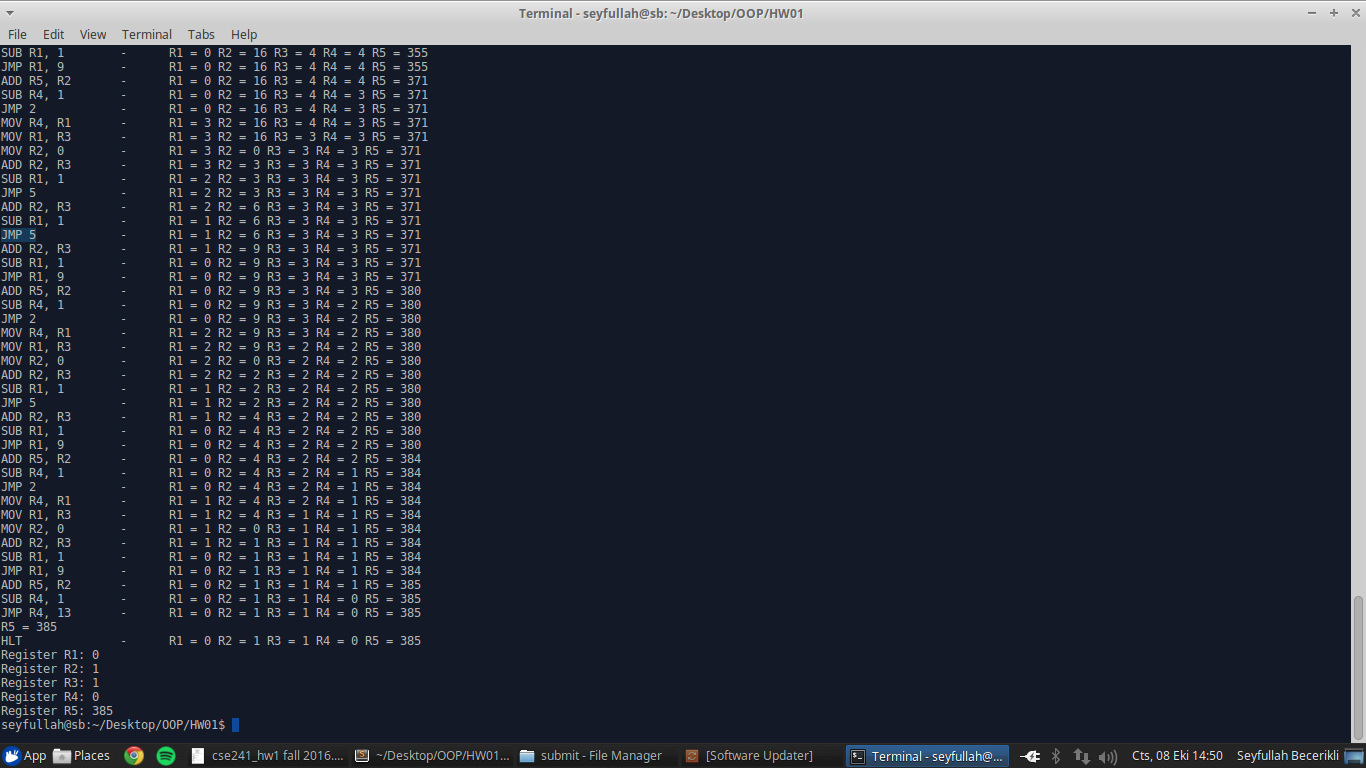 Terminal - seyfullah@sb: ~/Desktop/OOP/HW01
File Edit View Terminal Tabs Help
SUB R1, 1 - R1 = 0 R2 = 16 R3 = 4 R4 = 4 R5 = 355
JMP R1, 9 - R1 = 0 R2 = 16 R3 = 4 R4 = 4 R5 = 355
ADD R5, R2 - R1 = 0 R2 = 16 R3 = 4 R4 = 4 R5 = 371
SUB R4, 1 - R1 = 0 R2 = 16 R3 = 4 R4 = 3 R5 = 371
JMP 2 - R1 = 0 R2 = 16 R3 = 4 R4 = 3 R5 = 371
MOV R4, R1 - R1 = 3 R2 = 16 R3 = 4 R4 = 3 R5 = 371
MOV R1, R3 - R1 = 3 R2 = 16 R3 = 3 R4 = 3 R5 = 371
MOV R2, 0 - R1 = 3 R2 = 0 R3 = 3 R4 = 3 R5 = 371
ADD R2, R3 - R1 = 3 R2 = 3 R3 = 3 R4 = 3 R5 = 371
SUB R1, 1 - R1 = 2 R2 = 3 R3 = 3 R4 = 3 R5 = 371
JMP 5 - R1 = 2 R2 = 3 R3 = 3 R4 = 3 R5 = 371
ADD R2, R3 - R1 = 2 R2 = 6 R3 = 3 R4 = 3 R5 = 371
SUB R1, 1 - R1 = 1 R2 = 6 R3 = 3 R4 = 3 R5 = 371
JMP 5 - R1 = 1 R2 = 6 R3 = 3 R4 = 3 R5 = 371
ADD R2, R3 - R1 = 1 R2 = 9 R3 = 3 R4 = 3 R5 = 371
SUB R1, 1 - R1 = 0 R2 = 9 R3 = 3 R4 = 3 R5 = 371
JMP R1, 9 - R1 = 0 R2 = 9 R3 = 3 R4 = 3 R5 = 371
ADD R5, R2 - R1 = 0 R2 = 9 R3 = 3 R4 = 3 R5 = 380
SUB R4, 1 - R1 = 0 R2 = 9 R3 = 3 R4 = 2 R5 = 380
JMP 2 - R1 = 0 R2 = 9 R3 = 3 R4 = 2 R5 = 380
MOV R4, R1 - R1 = 2 R2 = 9 R3 = 3 R4 = 2 R5 = 380
MOV R1, R3 - R1 = 2 R2 = 9 R3 = 2 R4 = 2 R5 = 380
MOV R2, 0 - R1 = 2 R2 = 0 R3 = 2 R4 = 2 R5 = 380
ADD R2, R3 - R1 = 2 R2 = 2 R3 = 2 R4 = 2 R5 = 380
SUB R1, 1 - R1 = 1 R2 = 2 R3 = 2 R4 = 2 R5 = 380
JMP 5 - R1 = 1 R2 = 2 R3 = 2 R4 = 2 R5 = 380
ADD R2, R3 - R1 = 1 R2 = 4 R3 = 2 R4 = 2 R5 = 380
SUB R1, 1 - R1 = 0 R2 = 4 R3 = 2 R4 = 2 R5 = 380
JMP R1, 9 - R1 = 0 R2 = 4 R3 = 2 R4 = 2 R5 = 380
ADD R5, R2 - R1 = 0 R2 = 4 R3 = 2 R4 = 2 R5 = 384
SUB R4, 1 - R1 = 0 R2 = 4 R3 = 2 R4 = 1 R5 = 384
JMP 2 - R1 = 0 R2 = 4 R3 = 2 R4 = 1 R5 = 384
MOV R4, R1 - R1 = 1 R2 = 4 R3 = 2 R4 = 1 R5 = 384
MOV R1, R3 - R1 = 1 R2 = 4 R3 = 1 R4 = 1 R5 = 384
MOV R2, 0 - R1 = 1 R2 = 0 R3 = 1 R4 = 1 R5 = 384
ADD R2, R3 - R1 = 1 R2 = 1 R3 = 1 R4 = 1 R5 = 384
SUB R1, 1 - R1 = 0 R2 = 1 R3 = 1 R4 = 1 R5 = 384
JMP R1, 9 - R1 = 0 R2 = 1 R3 = 1 R4 = 1 R5 = 384
ADD R5, R2 - R1 = 0 R2 = 1 R3 = 1 R4 = 1 R5 = 385
SUB R4, 1 - R1 = 0 R2 = 1 R3 = 1 R4 = 0 R5 = 385
JMP R4, 13 - R1 = 0 R2 = 1 R3 = 1 R4 = 0 R5 = 385
R5 = 385
HLT - R1 = 0 R2 = 1 R3 = 1 R4 = 0 R5 = 385
Register R1: 0
Register R2: 1
Register R3: 1
Register R4: 0
Register R5: 385
seyfullah@sb:~/Desktop/OOP/HW01$
App Places cse241_hw1 fall 2016.... ~/Desktop/OOP/HW01... submit - File Manager [Software Updater] Terminal - seyfullah@... Cts, 08 Eki 14:50 Seyfullah Becerikli